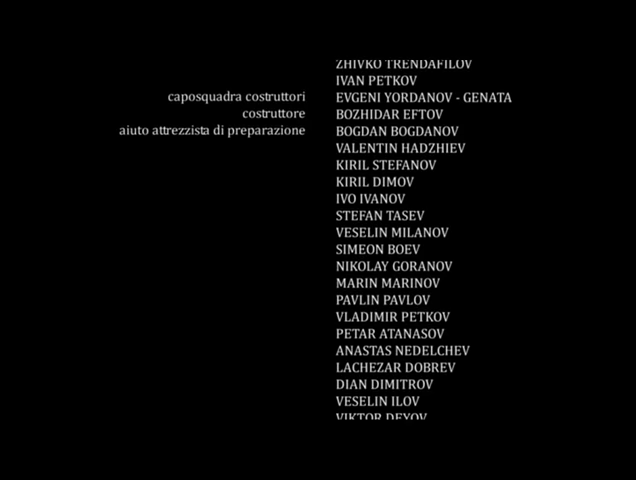 ZHIVKO TRENDAFILOV
IVAN PETKOV
caposquadra costruttori EVGENI YORDANOV - GENATA
costruttore BOZHIDAR EFTOV
aiuto attrezzista di preparazione BOGDAN BOGDANOV
VALENTIN HADZHIEV
KIRIL STEFANOV
KIRIL DIMOV
IVO IVANOV
STEFAN TASEV
VESELIN MILANOV
SIMEON BOEV
NIKOLAY GORANOV
MARIN MARINOV
PAVLIN PAVLOV
VLADIMIR PETKOV
PETAR ATANASOV
ANASTAS NEDELCHEV
LACHEZAR DOBREV
DIAN DIMITROV
VESELIN ILOV
VIKTOR DEYOV